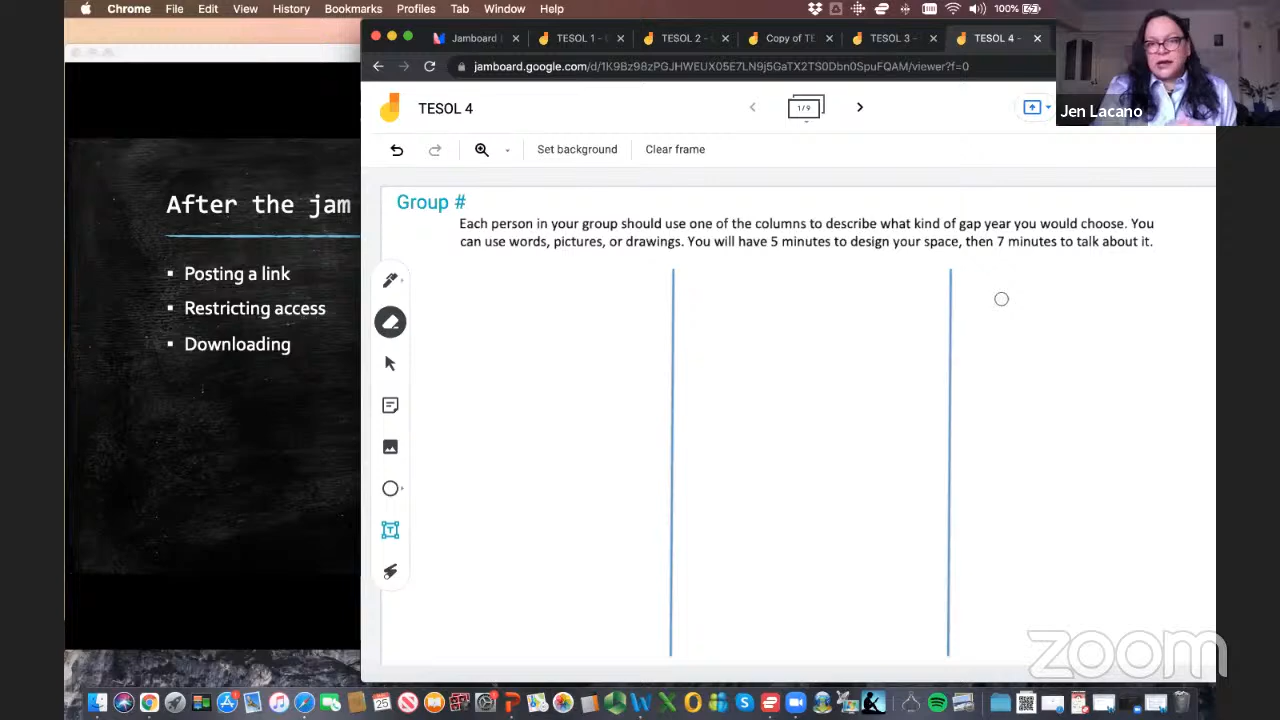 Chrome File Edit View History Bookmarks Profiles Tab Window Help 100%
Jen Lacano
Jamboard TESOL 1 - TESOL 2 - Copy of TE TESOL 3 - TESOL 4 -
jamboard.google.com/d/1K9Bz98zPGJHWEUX05E7LN9j5GaTX2TS0Dbn0SpuFQAM/viewer?f=0
TESOL 4
1/9
Set background Clear frame
After the jam
Posting a link
Restricting access
Downloading
Group #
Each person in your group should use one of the columns to describe what kind of gap year you would choose. You
can use words, pictures, or drawings. You will have 5 minutes to design your space, then 7 minutes to talk about it.
zoom
25